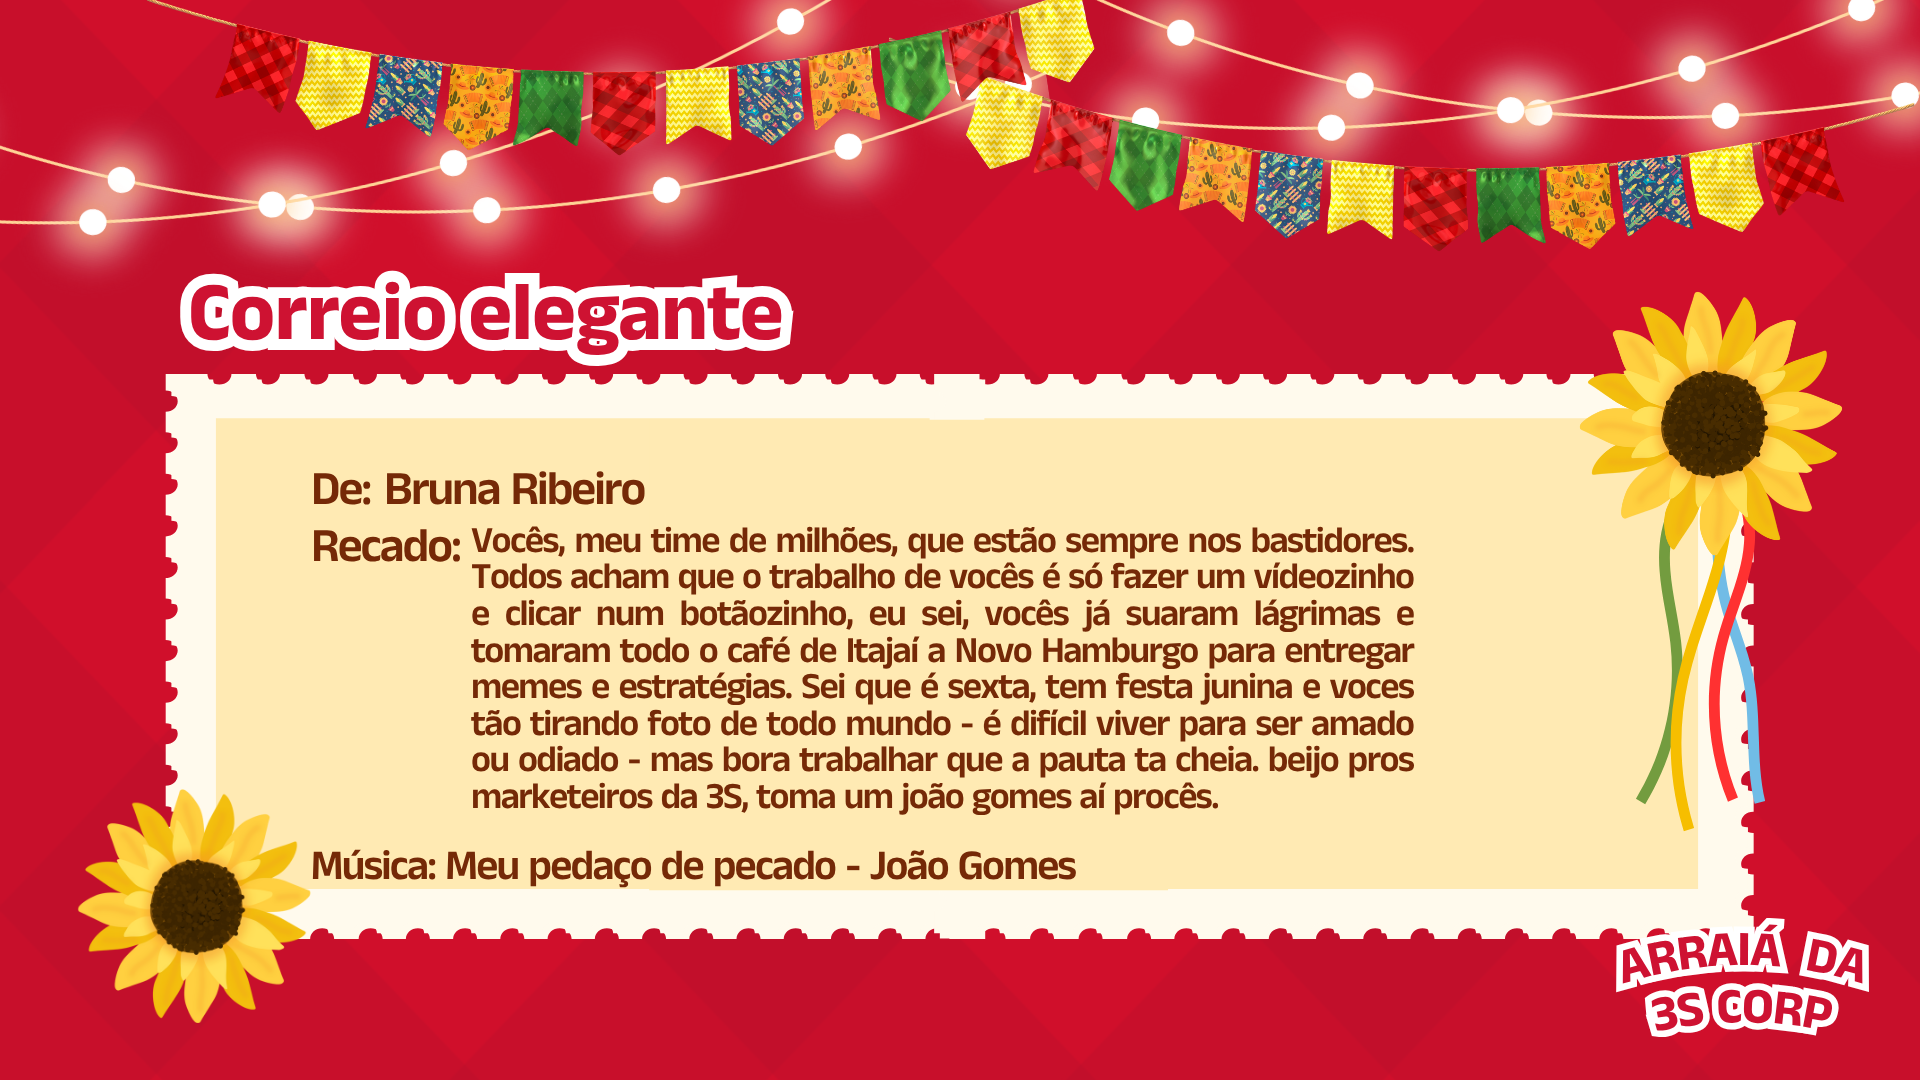 Correio elegante
De: Bruna Ribeiro
Recado: Vocês, meu time de milhões, que estão sempre nos bastidores.
Todos acham que o trabalho de vocês é só fazer um vídeozinho
e clicar num botãozinho, eu sei, vocês já suaram lágrimas e
tomaram todo o café de Itajaí a Novo Hamburgo para entregar
memes e estratégias. Sei que é sexta, tem festa junina e voces
tão tirando foto de todo mundo - é difícil viver para ser amado
ou odiado - mas bora trabalhar que a pauta ta cheia. beijo pros
marketeiros da 3S, toma um joão gomes aí procês.
Música: Meu pedaço de pecado - João Gomes
ARRAIÁ DA
3S CORP